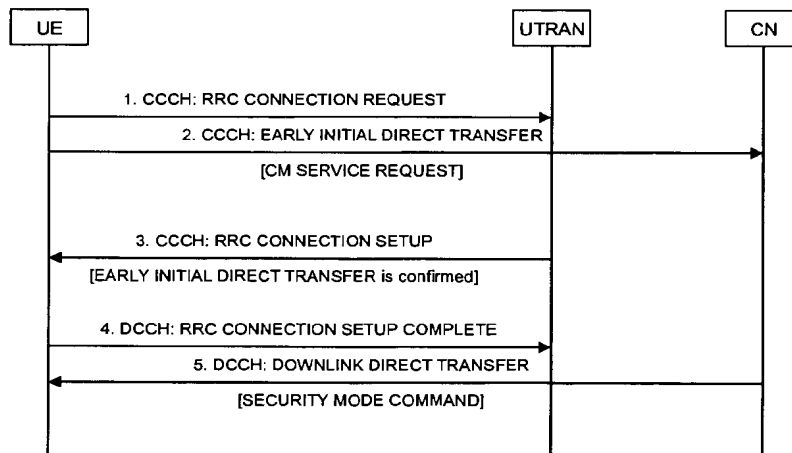 UE UTRAN CN
1. CCCH: RRC CONNECTION REQUEST
2. CCCH: EARLY INITIAL DIRECT TRANSFER
[CM SERVICE REQUEST]
3. CCCH: RRC CONNECTION SETUP
[EARLY INITIAL DIRECT TRANSFER is confirmed]
4. DCCH: RRC CONNECTION SETUP COMPLETE
5. DCCH: DOWNLINK DIRECT TRANSFER
[SECURITY MODE COMMAND]